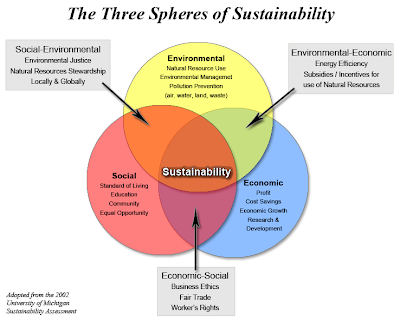 The Three Spheres of Sustainability
Social-Environmental
Environmental Justice
Natural Resources Stewardship
Locally & Globally
Environmental-Economic
Energy Efficiency
Subsidies / Incentives for
use of Natural Resources
Environmental
Natural Resource Use
Environmental Managemet
Pollution Prevention
(air, water, land, waste)
Sustainability
Social
Standard of Living
Education
Community
Equal Opportunity
Economic
Profit
Cost Savings
Economic Growth
Research &
Development
Economic-Social
Business Ethics
Fair Trade
Worker's Rights
Adopted from the 2002
University of Michigan
Sustainability Assessment